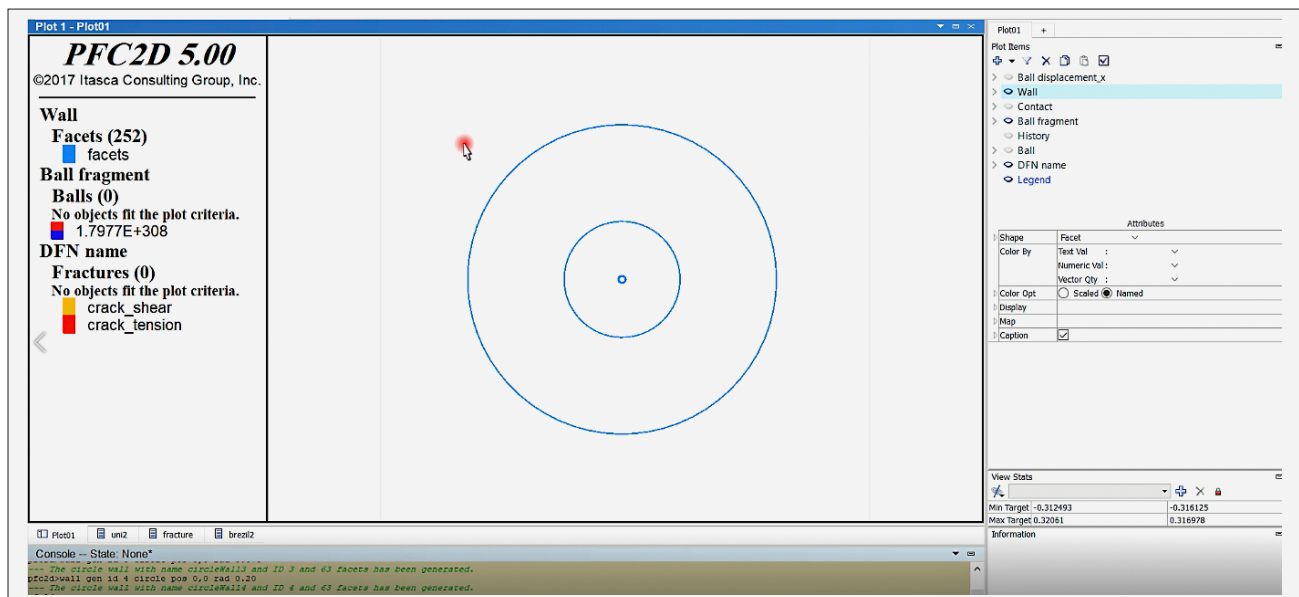 Plot 1 - Plot01
PFC2D 5.00
©2017 Itasca Consulting Group, Inc.
Wall
Facets (252)
facets
Ball fragment
Balls (0)
No objects fit the plot criteria.
1.7977E+308
DFN name
Fractures (0)
No objects fit the plot criteria.
crack_shear
crack_tension
Plot01 +
Plot Items
Ball displacement_x
Wall
Contact
Ball fragment
History
Ball
DFN name
Legend
Attributes
Shape Facet
Color By Text Val :
Numeric Val :
Vector Qty :
Color Opt Scaled Named
Display
Map
Caption
View Stats
Min Target -0.312493 -0.316125
Max Target 0.32061 0.316978
Information
Plot01 uni2 fracture brezil2
Console -- State: None*
--- The circle wall with name circleWall3 and ID 3 and 63 facets has been generated.
pfc2d>wall gen id 4 circle pos 0,0 rad 0.20
--- The circle wall with name circleWall4 and ID 4 and 63 facets has been generated.